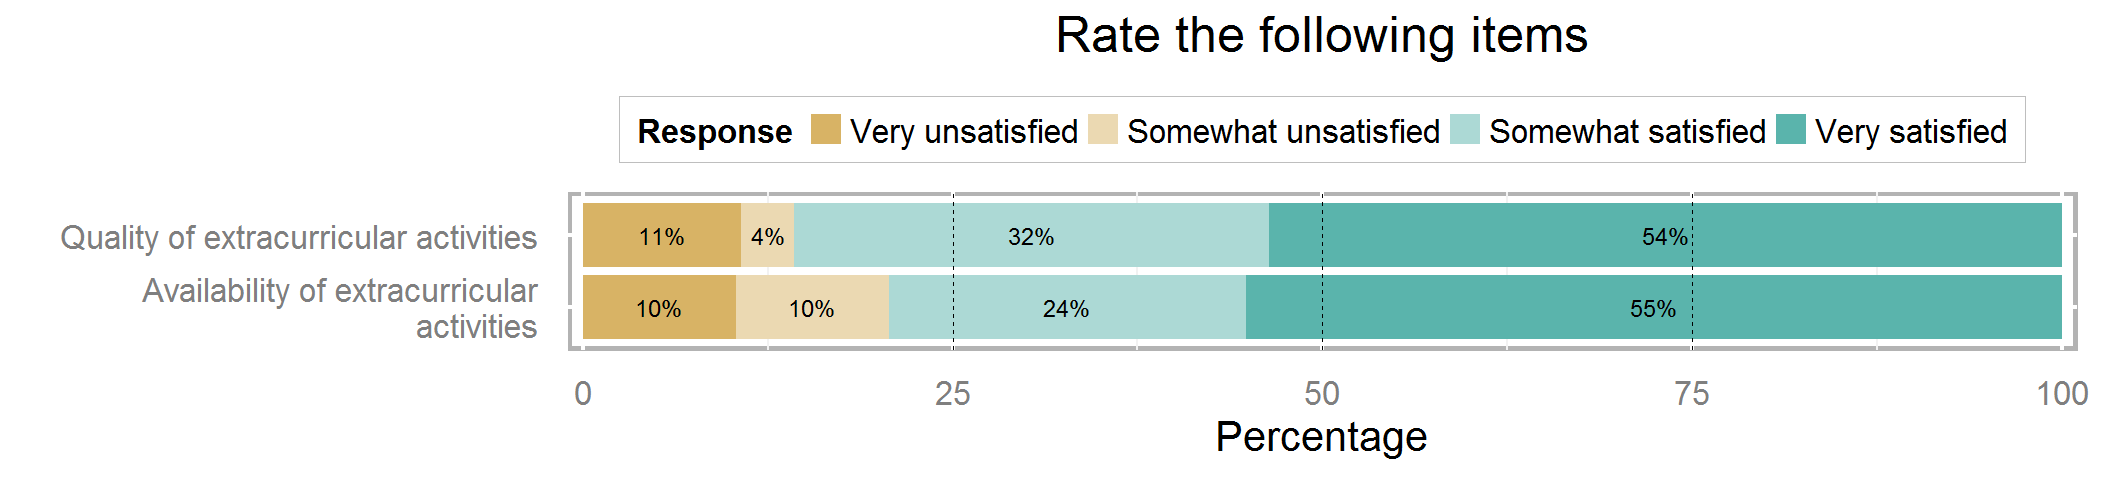 Rate the following items
Response Very unsatisfied Somewhat unsatisfied Somewhat satisfied Very satisfied
Quality of extracurricular activities 11% 4% 32% 54%
Availability of extracurricular
activities
10% 10% 24% 55%
0 25 50 75 100
Percentage